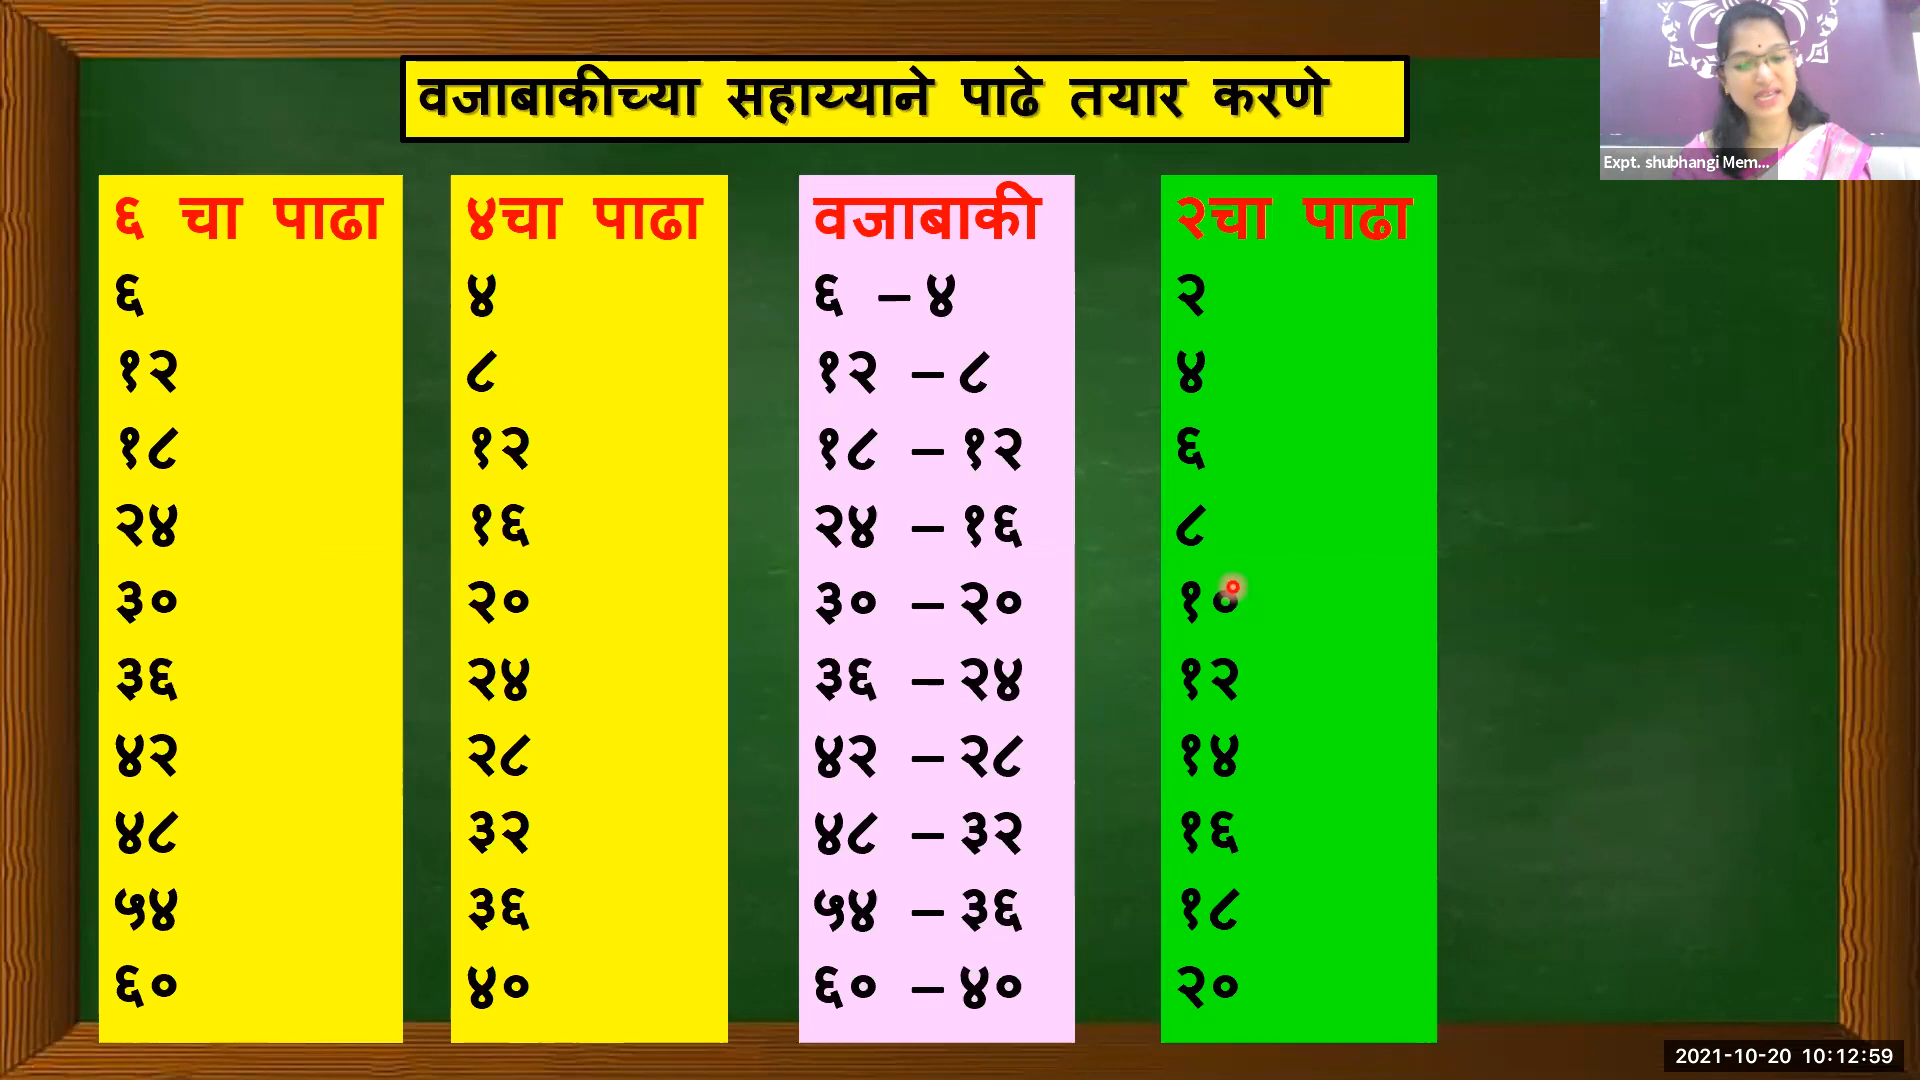 वजाबाकीच्या सहाय्याने पाढे तयार करणे
Expt. shubhangi Mem...
६ चा पाढा
६
१२
१८
२४
३०
३६
४२
४८
५४
६०
४चा पाढा
४
८
१२
१६
२०
२४
२८
३२
३६
४०
वजाबाकी
६ – ४
१२ – ८
१८ – १२
२४ – १६
३० – २०
३६ – २४
४२ – २८
४८ – ३२
५४ – ३६
६० – ४०
२चा पाढा
२
४
६
८
१०
१२
१४
१६
१८
२०
2021-10-20 10:12:59